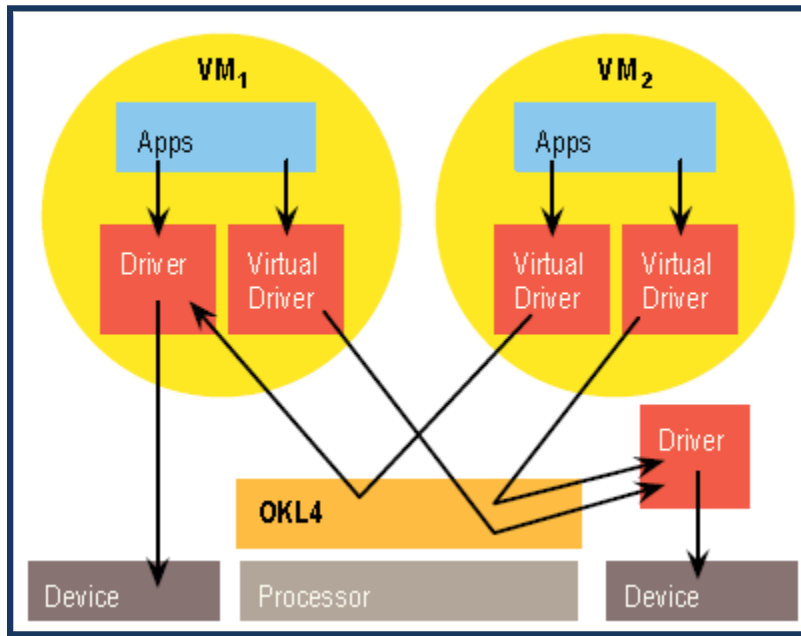 VM1
VM2
Apps
Apps
Driver
Virtual
Driver
Virtual
Driver
Virtual
Driver
Driver
OKL4
Device
Processor
Device